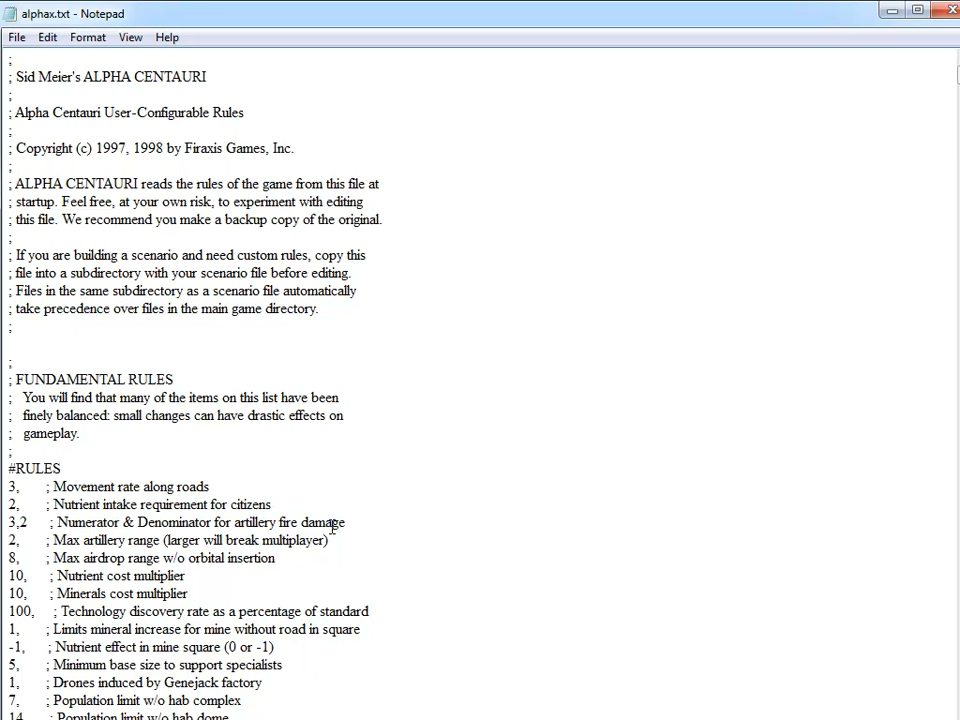 alphax.txt - Notepad
File Edit Format View Help
;
; Sid Meier's ALPHA CENTAURI
;
; Alpha Centauri User-Configurable Rules
;
; Copyright (c) 1997, 1998 by Firaxis Games, Inc.
;
; ALPHA CENTAURI reads the rules of the game from this file at
; startup. Feel free, at your own risk, to experiment with editing
; this file. We recommend you make a backup copy of the original.
;
; If you are building a scenario and need custom rules, copy this
; file into a subdirectory with your scenario file before editing.
; Files in the same subdirectory as a scenario file automatically
; take precedence over files in the main game directory.
;
;
; FUNDAMENTAL RULES
; You will find that many of the items on this list have been
; finely balanced: small changes can have drastic effects on
; gameplay.
;
#RULES
3, ; Movement rate along roads
2, ; Nutrient intake requirement for citizens
3,2 ; Numerator & Denominator for artillery fire damage
2, ; Max artillery range (larger will break multiplayer)
8, ; Max airdrop range w/o orbital insertion
10, ; Nutrient cost multiplier
10, ; Minerals cost multiplier
100, ; Technology discovery rate as a percentage of standard
1, ; Limits mineral increase for mine without road in square
-1, ; Nutrient effect in mine square (0 or -1)
5, ; Minimum base size to support specialists
1, ; Drones induced by Genejack factory
7, ; Population limit w/o hab complex
14, ; Population limit w/o hab dome